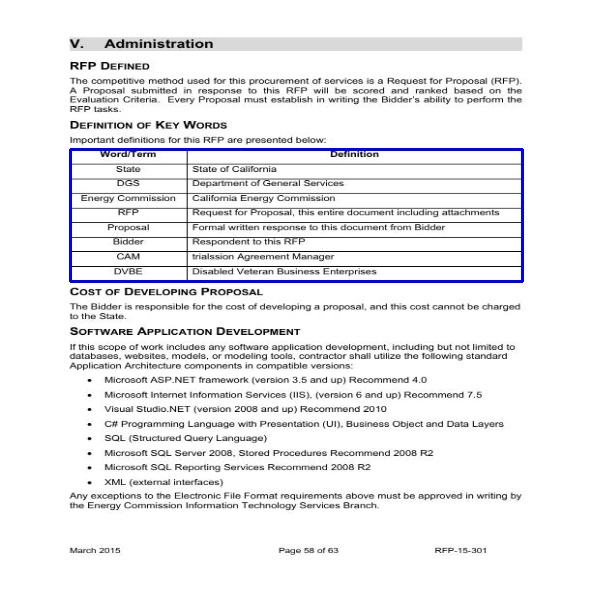 V. Administration
RFP DEFINED
The competitive method used for this procurement of services is a Request for Proposal (RFP).
A Proposal submitted in response to this RFP will be scored and ranked based on the
Evaluation Criteria. Every Proposal must establish in writing the Bidder's ability to perform the
RFP tasks.
DEFINITION OF KEY WORDS
Important definitions for this RFP are presented below:
Word/Term Definition
State State of California
DGS Department of General Services
Energy Commission California Energy Commission
RFP Request for Proposal, this entire document including attachments
Proposal Formal written response to this document from Bidder
Bidder Respondent to this RFP
CAM trialssion Agreement Manager
DVBE Disabled Veteran Business Enterprises
COST OF DEVELOPING PROPOSAL
The Bidder is responsible for the cost of developing a proposal, and this cost cannot be charged
to the State.
SOFTWARE APPLICATION DEVELOPMENT
If this scope of work includes any software application development, including but not limited to
databases, websites, models, or modeling tools, contractor shall utilize the following standard
Application Architecture components in compatible versions:
• Microsoft ASP.NET framework (version 3.5 and up) Recommend 4.0
• Microsoft Internet Information Services (IIS), (version 6 and up) Recommend 7.5
• Visual Studio.NET (version 2008 and up) Recommend 2010
• C# Programming Language with Presentation (UI), Business Object and Data Layers
• SQL (Structured Query Language)
• Microsoft SQL Server 2008, Stored Procedures Recommend 2008 R2
• Microsoft SQL Reporting Services Recommend 2008 R2
• XML (external interfaces)
Any exceptions to the Electronic File Format requirements above must be approved in writing by
the Energy Commission Information Technology Services Branch.
March 2015 Page 58 of 63 RFP-15-301